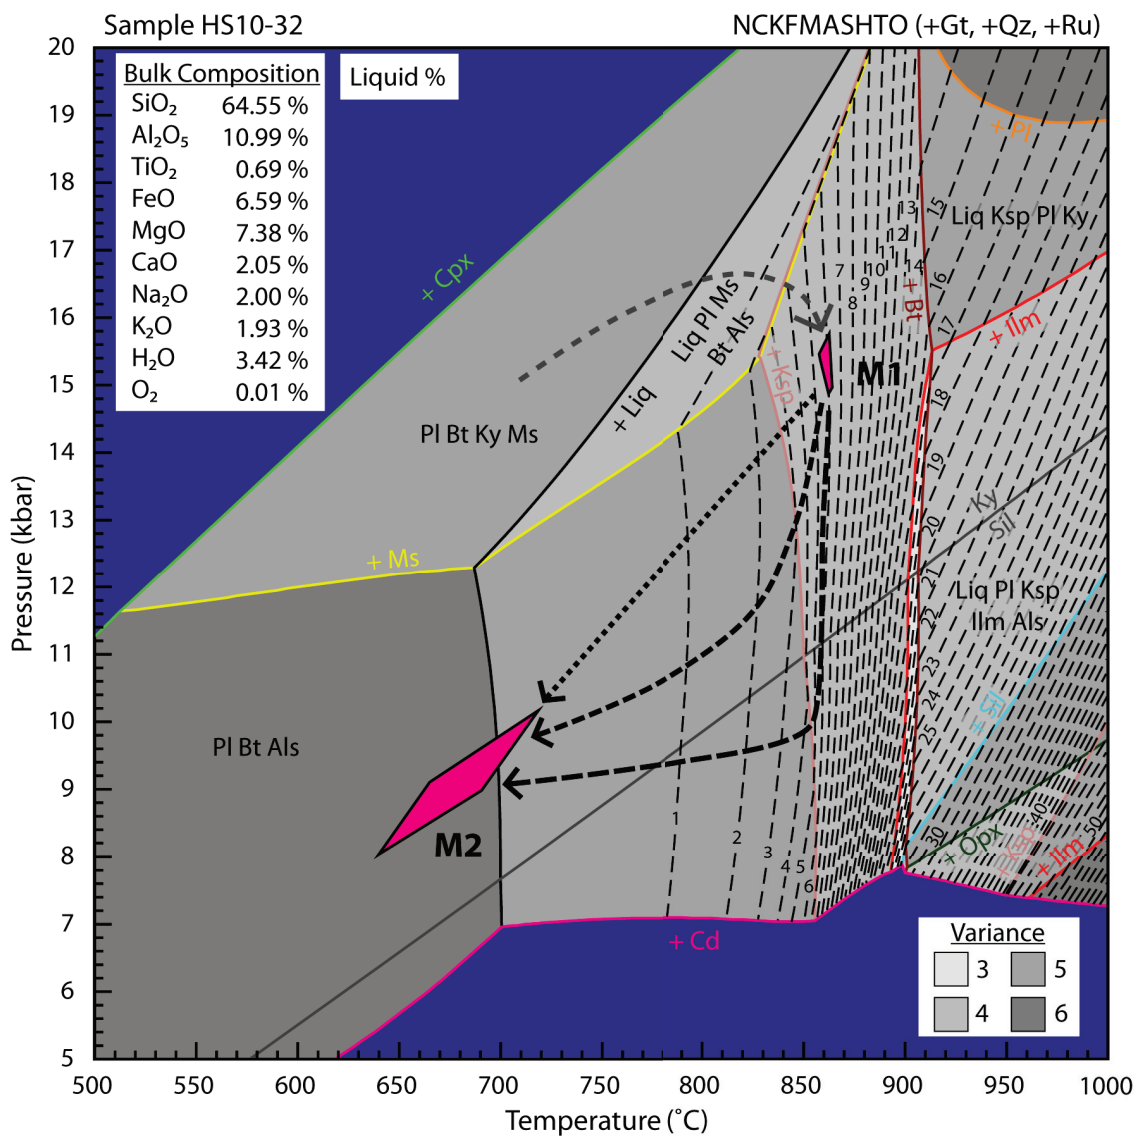 Sample HS10-32
NCKFMASHTO (+Gt, +Qz, +Ru)
Bulk Composition
SiO₂ 64.55 %
Al₂O₅ 10.99 %
TiO₂ 0.69 %
FeO 6.59 %
MgO 7.38 %
CaO 2.05 %
Na₂O 2.00 %
K₂O 1.93 %
H₂O 3.42 %
O₂ 0.01 %
Liquid %
+ Cpx
+ Pl
Liq Ksp Pl Ky
+ Ilm
+ Bt
Liq Pl Ms
Bt Als
+ Ksp
M1
+ Liq
Pl Bt Ky Ms
+ Ms
Ky
Sil
Liq Pl Ksp
Ilm Als
+ Sil
Pl Bt Als
M2
+ Opx
+ Ksp
+ Ilm
+ Cd
1
2
3
4
5
6
7
8
9
10
11
12
13
14
15
16
17
18
19
20
21
22
23
24
25
30
40
50
Variance
3
5
4
6
Pressure (kbar)
20
19
18
17
16
15
14
13
12
11
10
9
8
7
6
5
500
550
600
650
700
750
800
850
900
950
1000
Temperature (˚C)